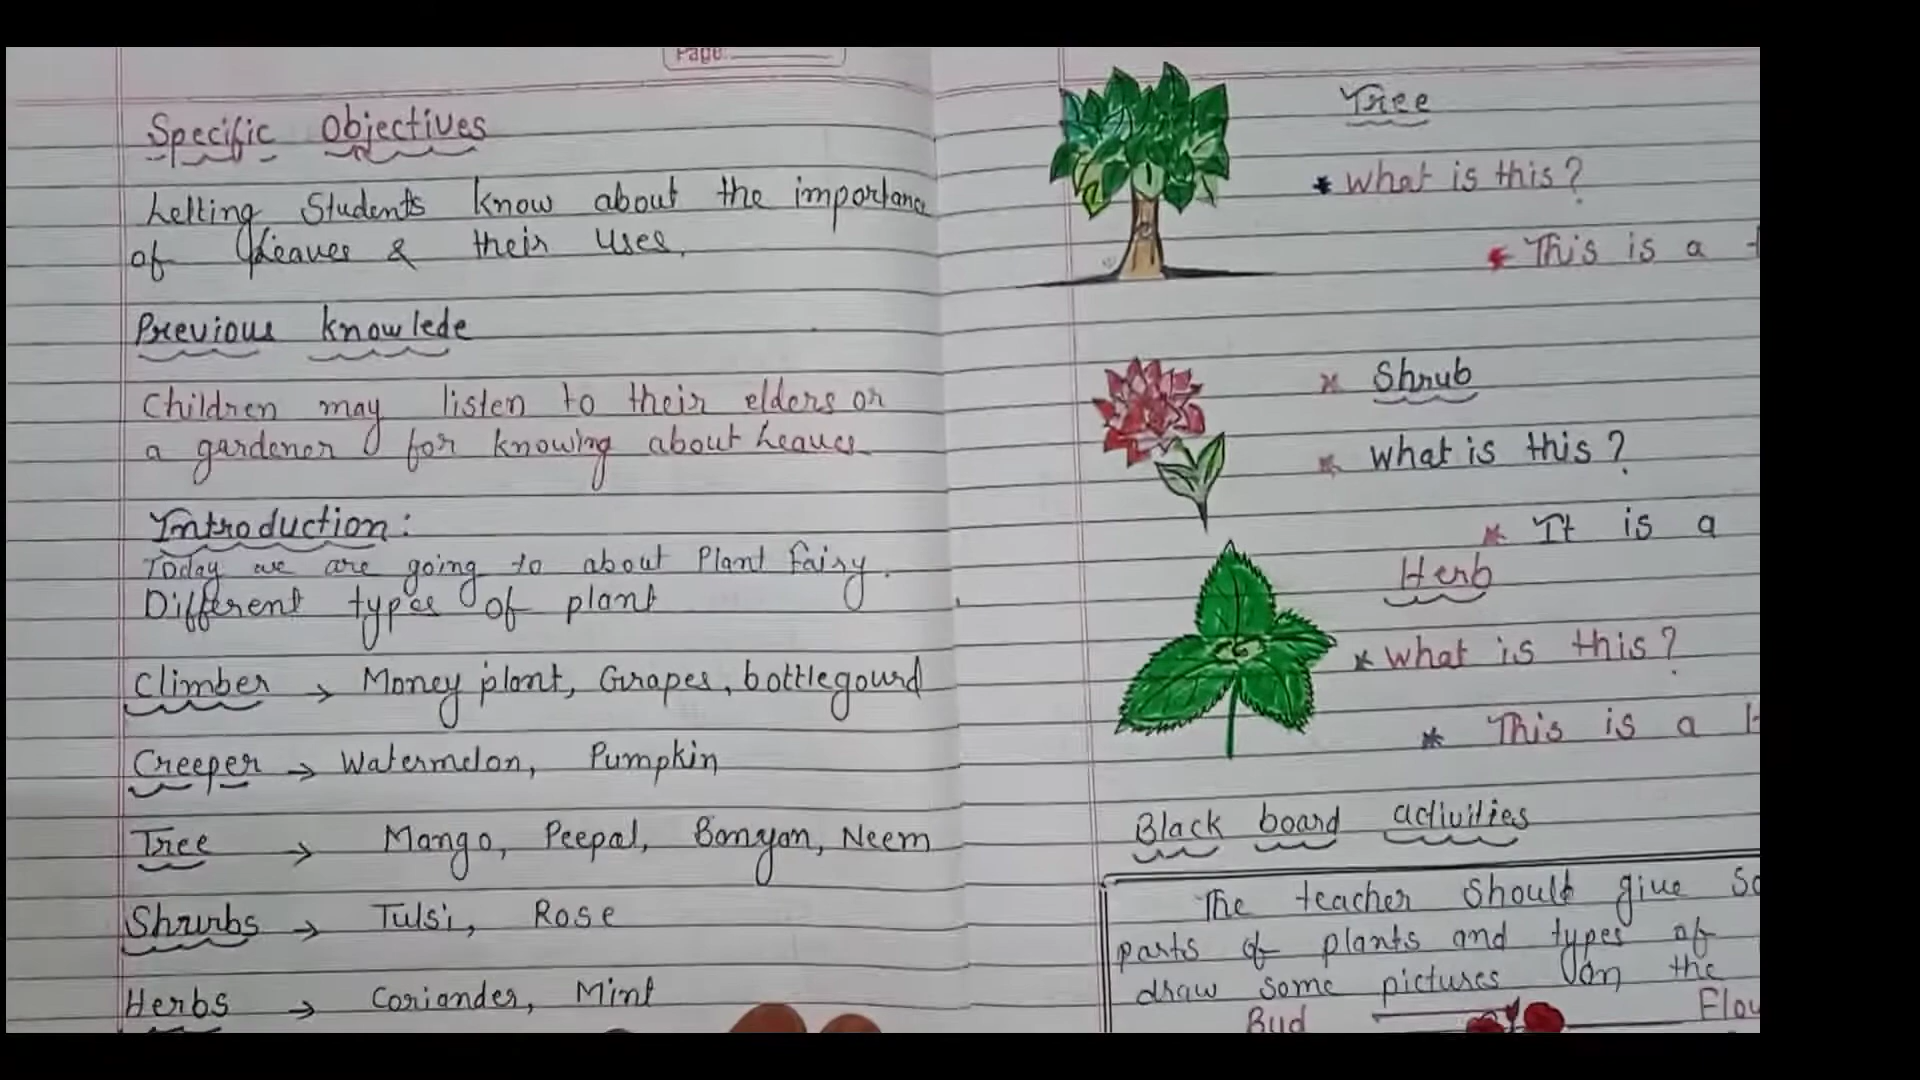 Page
Specific Objectives
Letting Students know about the importance
of Leaves & their Uses.
Previous knowlede
Children may listen to their elders or
a gardener for knowing about Leaves
Introduction:
Today we are going to about Plant Fairy.
Different types of plant
Climber → Money plant, Grapes, bottlegourd
Creeper → Watermelon, Pumpkin
Tree → Mango, Peepal, Banyan, Neem
Shrurbs → Tulsi, Rose
Herbs → Coriander, Mint
Tree
* What is this?
* This is a
× Shrub
* What is this?
* It is a
Herb
* What is this?
* This is a H
Black board activities
The teacher Should give So
parts of plants and types of
draw some pictures on the
Bud Flow